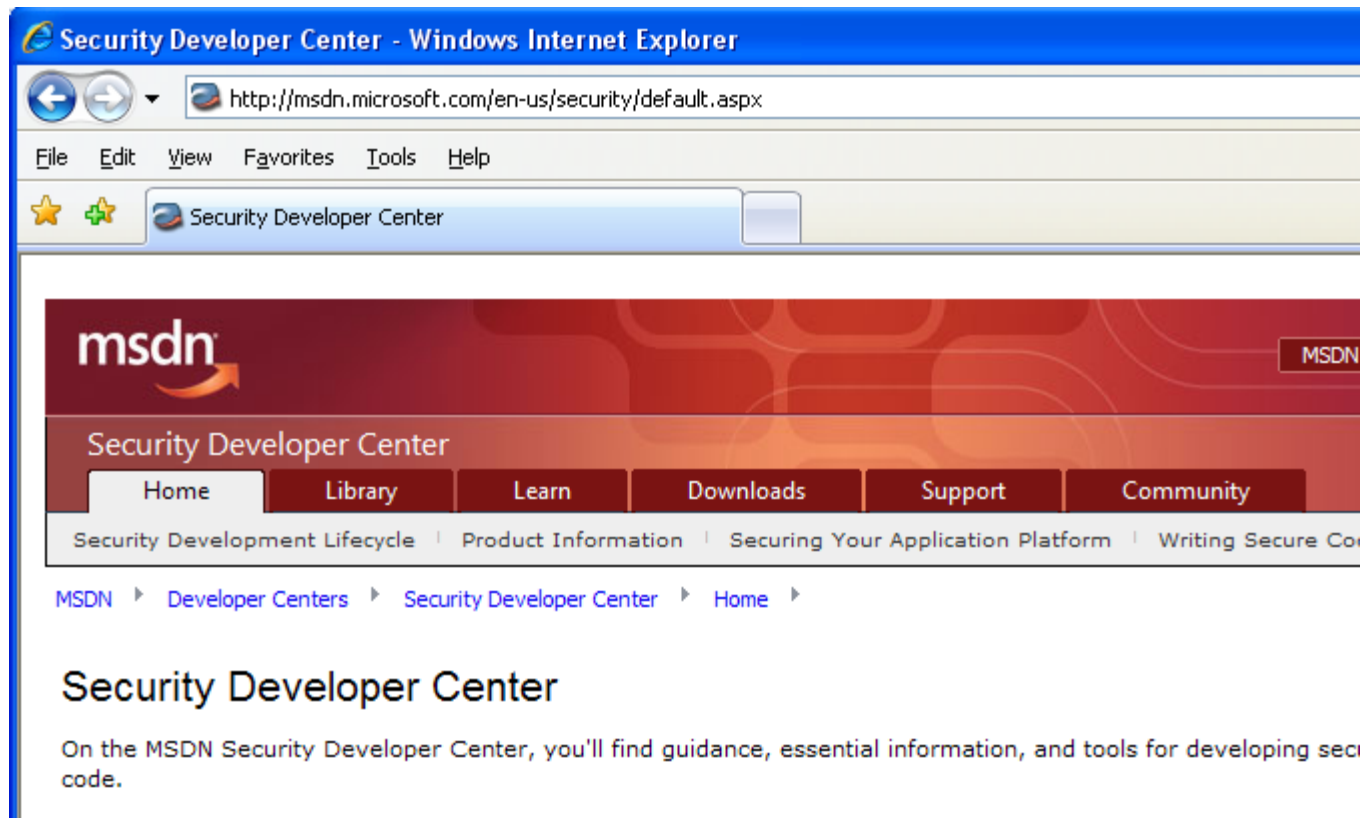 Security Developer Center - Windows Internet Explorer
http://msdn.microsoft.com/en-us/security/default.aspx
File Edit View Favorites Tools Help
Security Developer Center
msdn
MSDN
Security Developer Center
Home Library Learn Downloads Support Community
Security Development Lifecycle Product Information Securing Your Application Platform Writing Secure
MSDN Developer Centers Security Developer Center Home
Security Developer Center
On the MSDN Security Developer Center, you'll find guidance, essential information, and tools for developing
code.